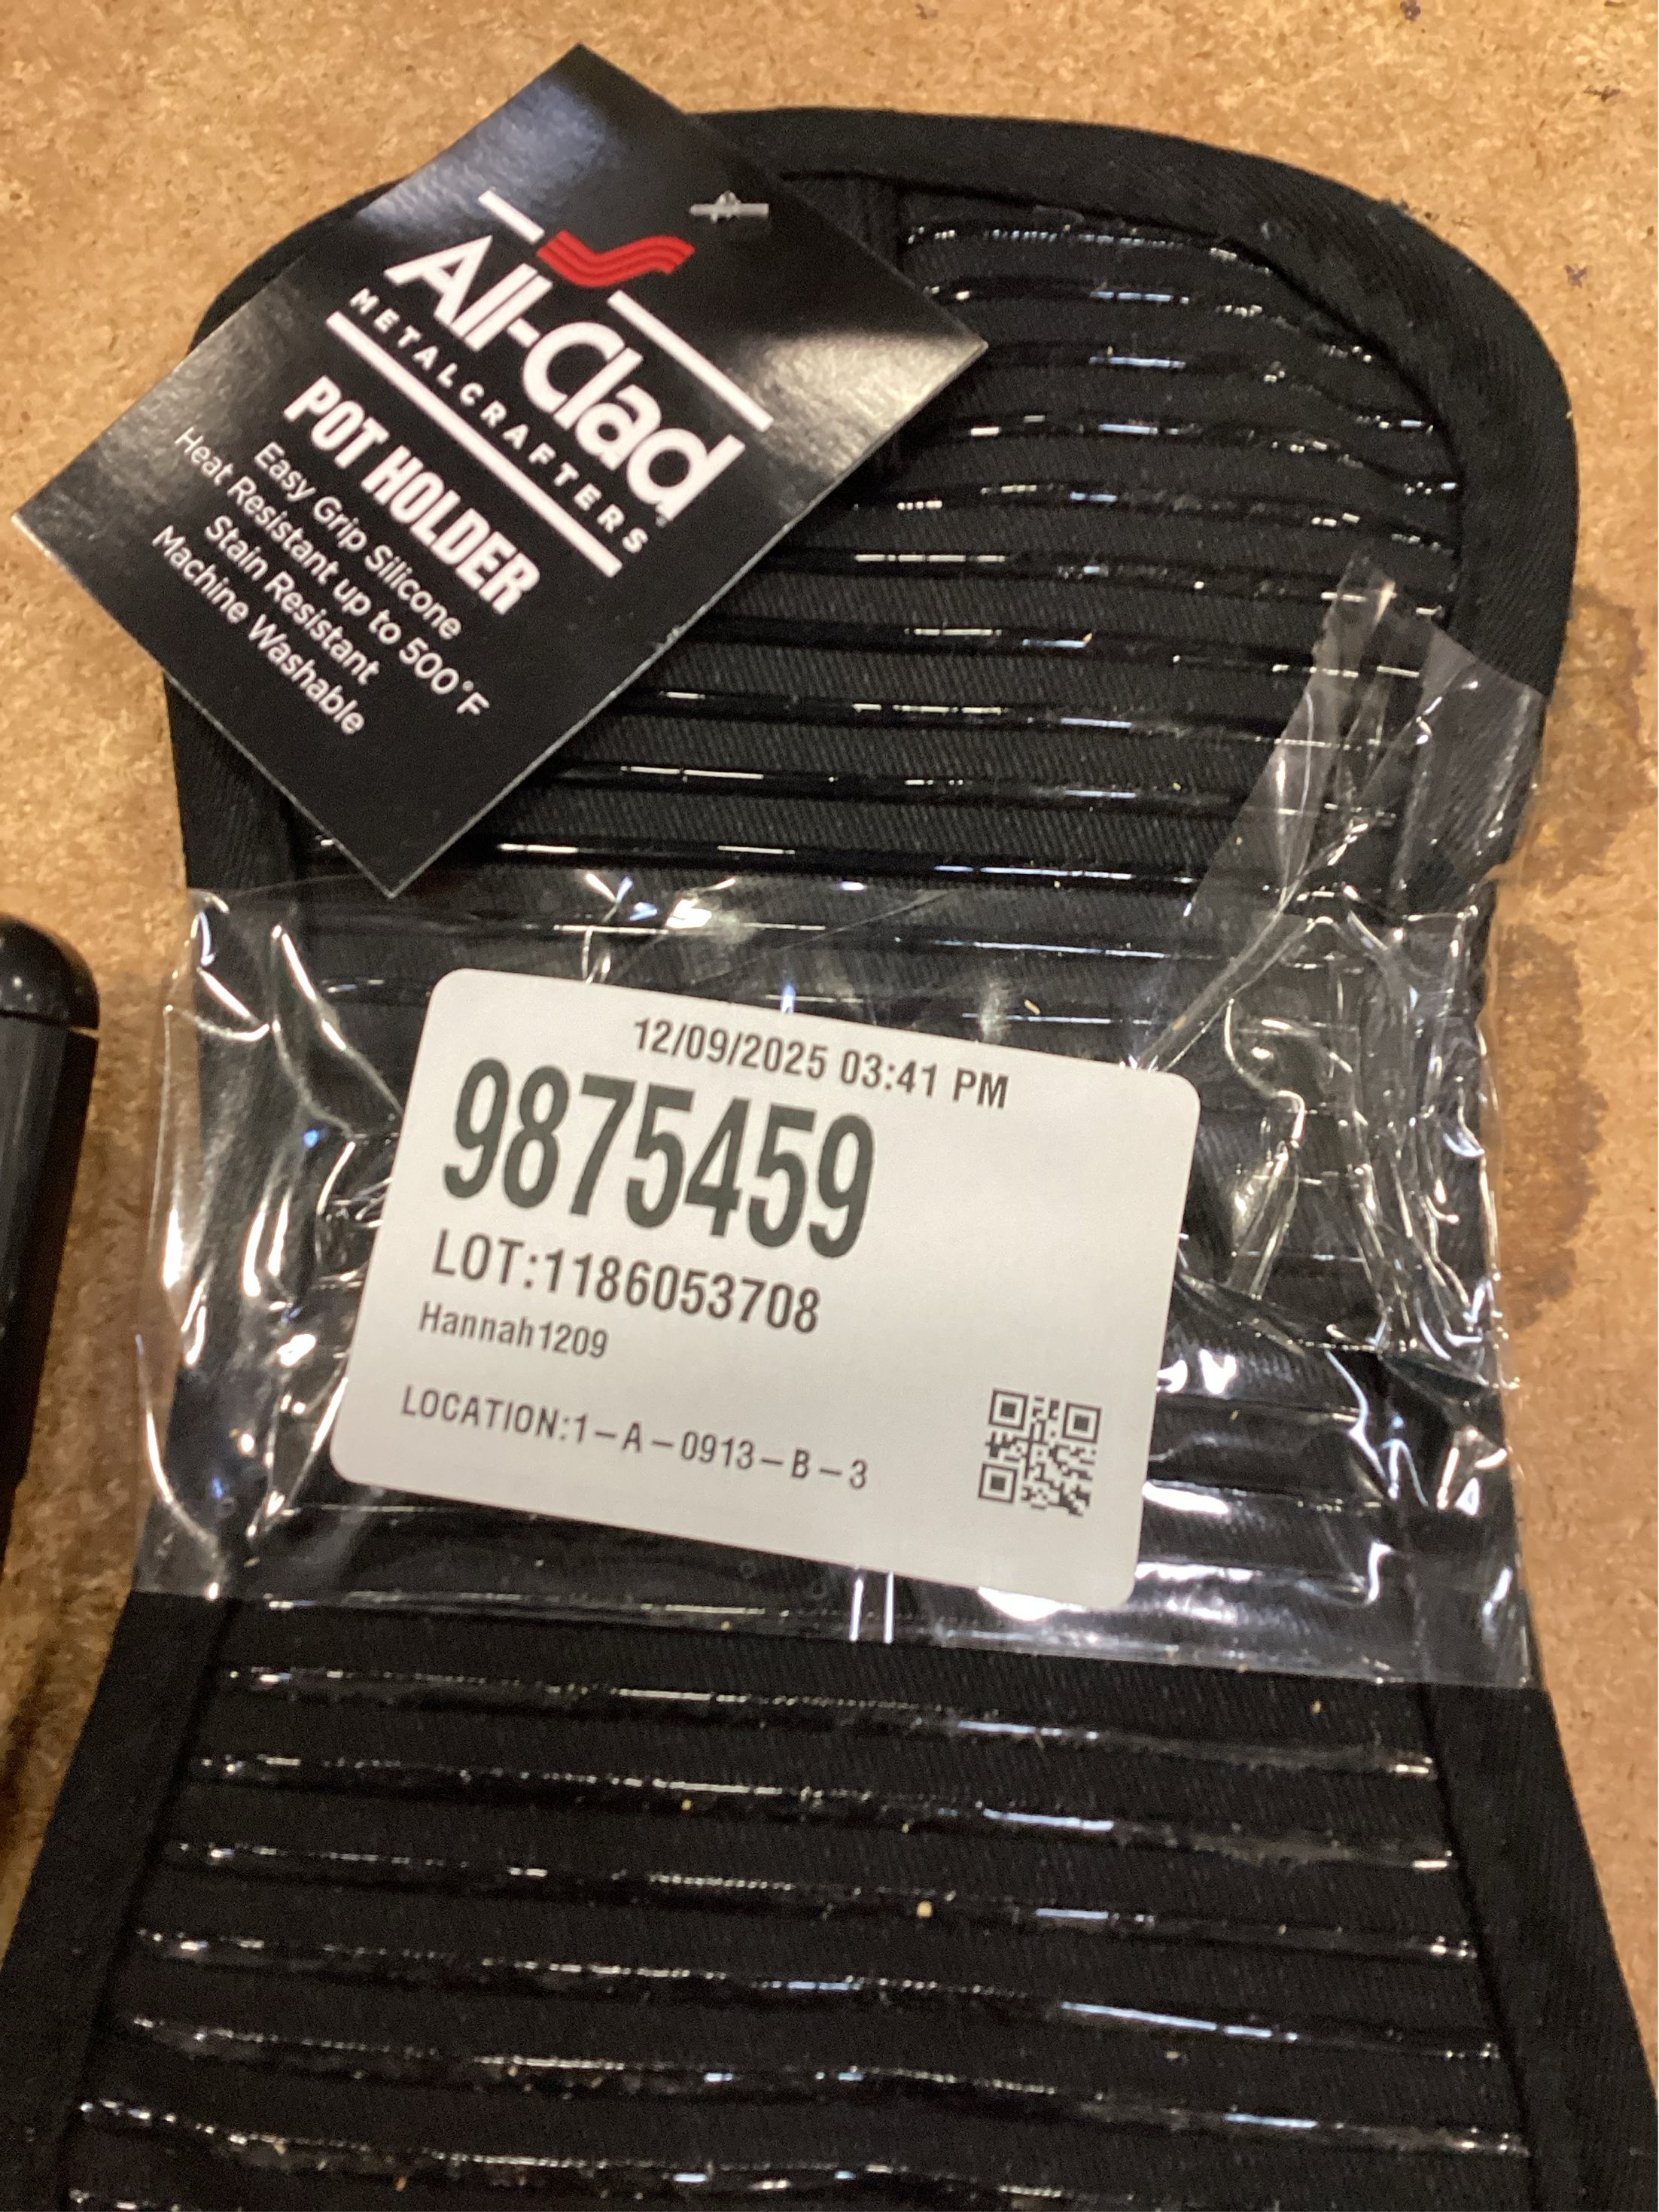 All-Clad
METALCRAFTERS
POT HOLDER
Easy Grip Silicone
Heat Resistant up to 500°F
Stain Resistant
Machine Washable
12/09/2025 03:41 PM
9875459
LOT:1186053708
Hannah1209
LOCATION:1-A-0913-B-3